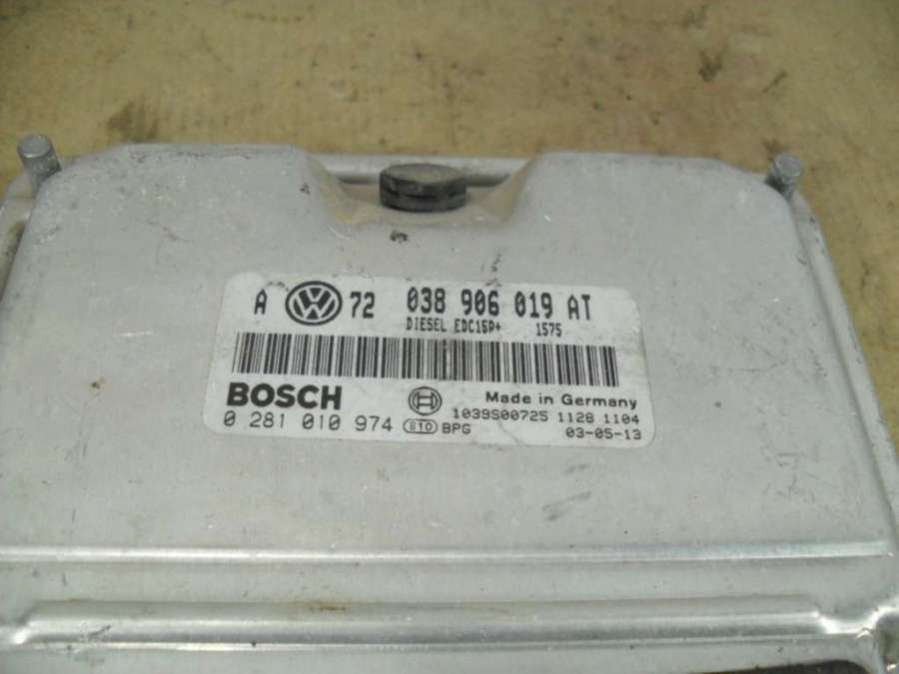 A VW 72 038 906 019 AT
DIESEL EDC15P+ 1575
BOSCH Made in Germany
0 281 010 974 BPG 1039S00725 1128 1104
03-05-13